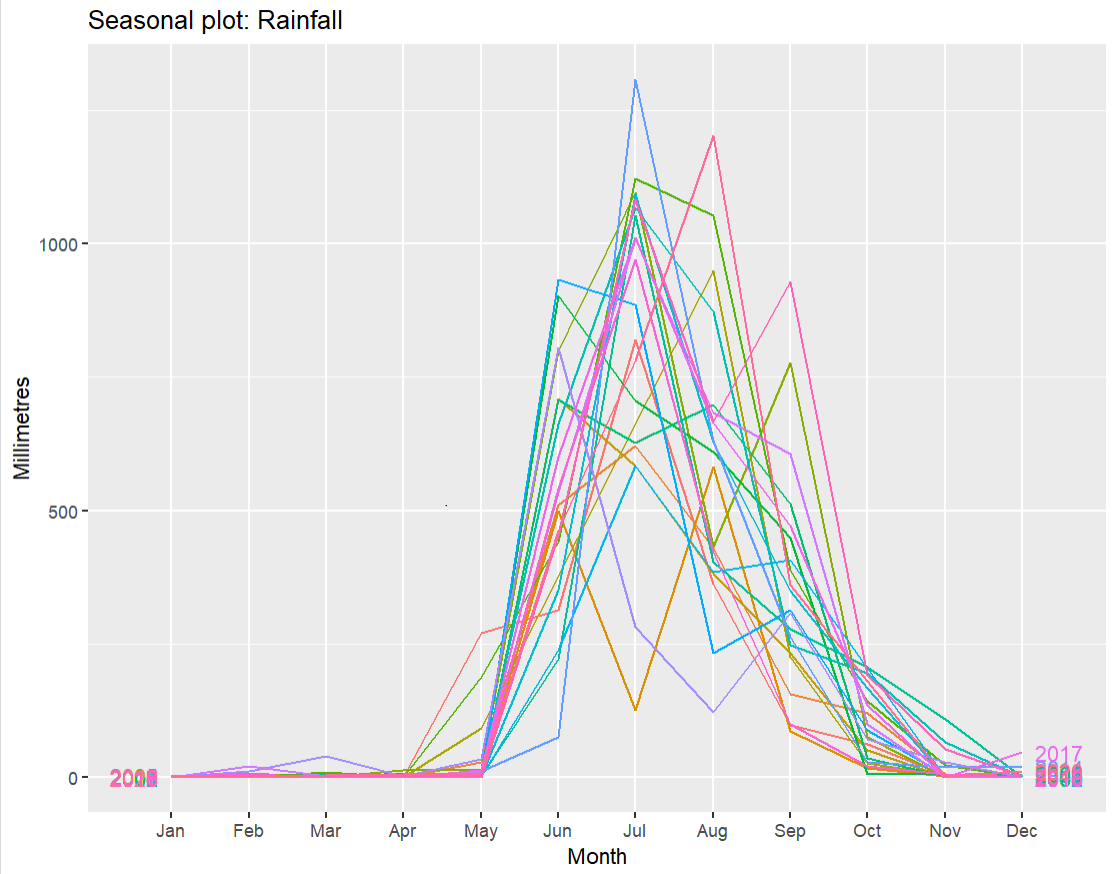 Seasonal plot: Rainfall
Millimetres
1000
500
0
2017
Jan Feb Mar Apr May Jun Jul Aug Sep Oct Nov Dec
Month